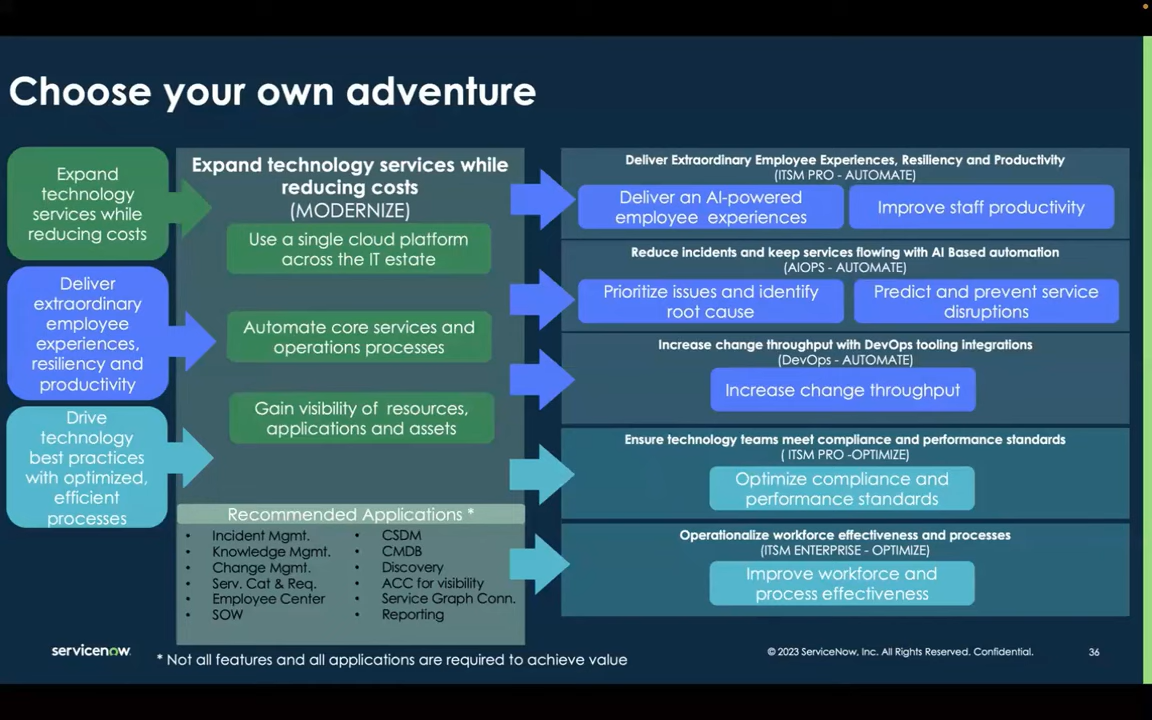 Choose your own adventure
Expand
technology
services while
reducing costs
Deliver
extraordinary
employee
experiences,
resiliency and
productivity
Drive
technology
best practices
with optimized,
efficient
processes
Expand technology services while
reducing costs
(MODERNIZE)
Use a single cloud platform
across the IT estate
Automate core services and
operations processes
Gain visibility of resources,
applications and assets
Recommended Applications *
• Incident Mgmt.
• Knowledge Mgmt.
• Change Mgmt.
• Serv. Cat & Req.
• Employee Center
• SOW
• CSDM
• CMDB
• Discovery
• ACC for visibility
• Service Graph Conn.
• Reporting
Deliver Extraordinary Employee Experiences, Resiliency and Productivity
(ITSM PRO - AUTOMATE)
Deliver an AI-powered
employee experiences
Improve staff productivity
Reduce incidents and keep services flowing with AI Based automation
(AIOPS - AUTOMATE)
Prioritize issues and identify
root cause
Predict and prevent service
disruptions
Increase change throughput with DevOps tooling integrations
(DevOps - AUTOMATE)
Increase change throughput
Ensure technology teams meet compliance and performance standards
( ITSM PRO -OPTIMIZE)
Optimize compliance and
performance standards
Operationalize workforce effectiveness and processes
(ITSM ENTERPRISE - OPTIMIZE)
Improve workforce and
process effectiveness
servicenow.
* Not all features and all applications are required to achieve value
© 2023 ServiceNow, Inc. All Rights Reserved. Confidential.
36